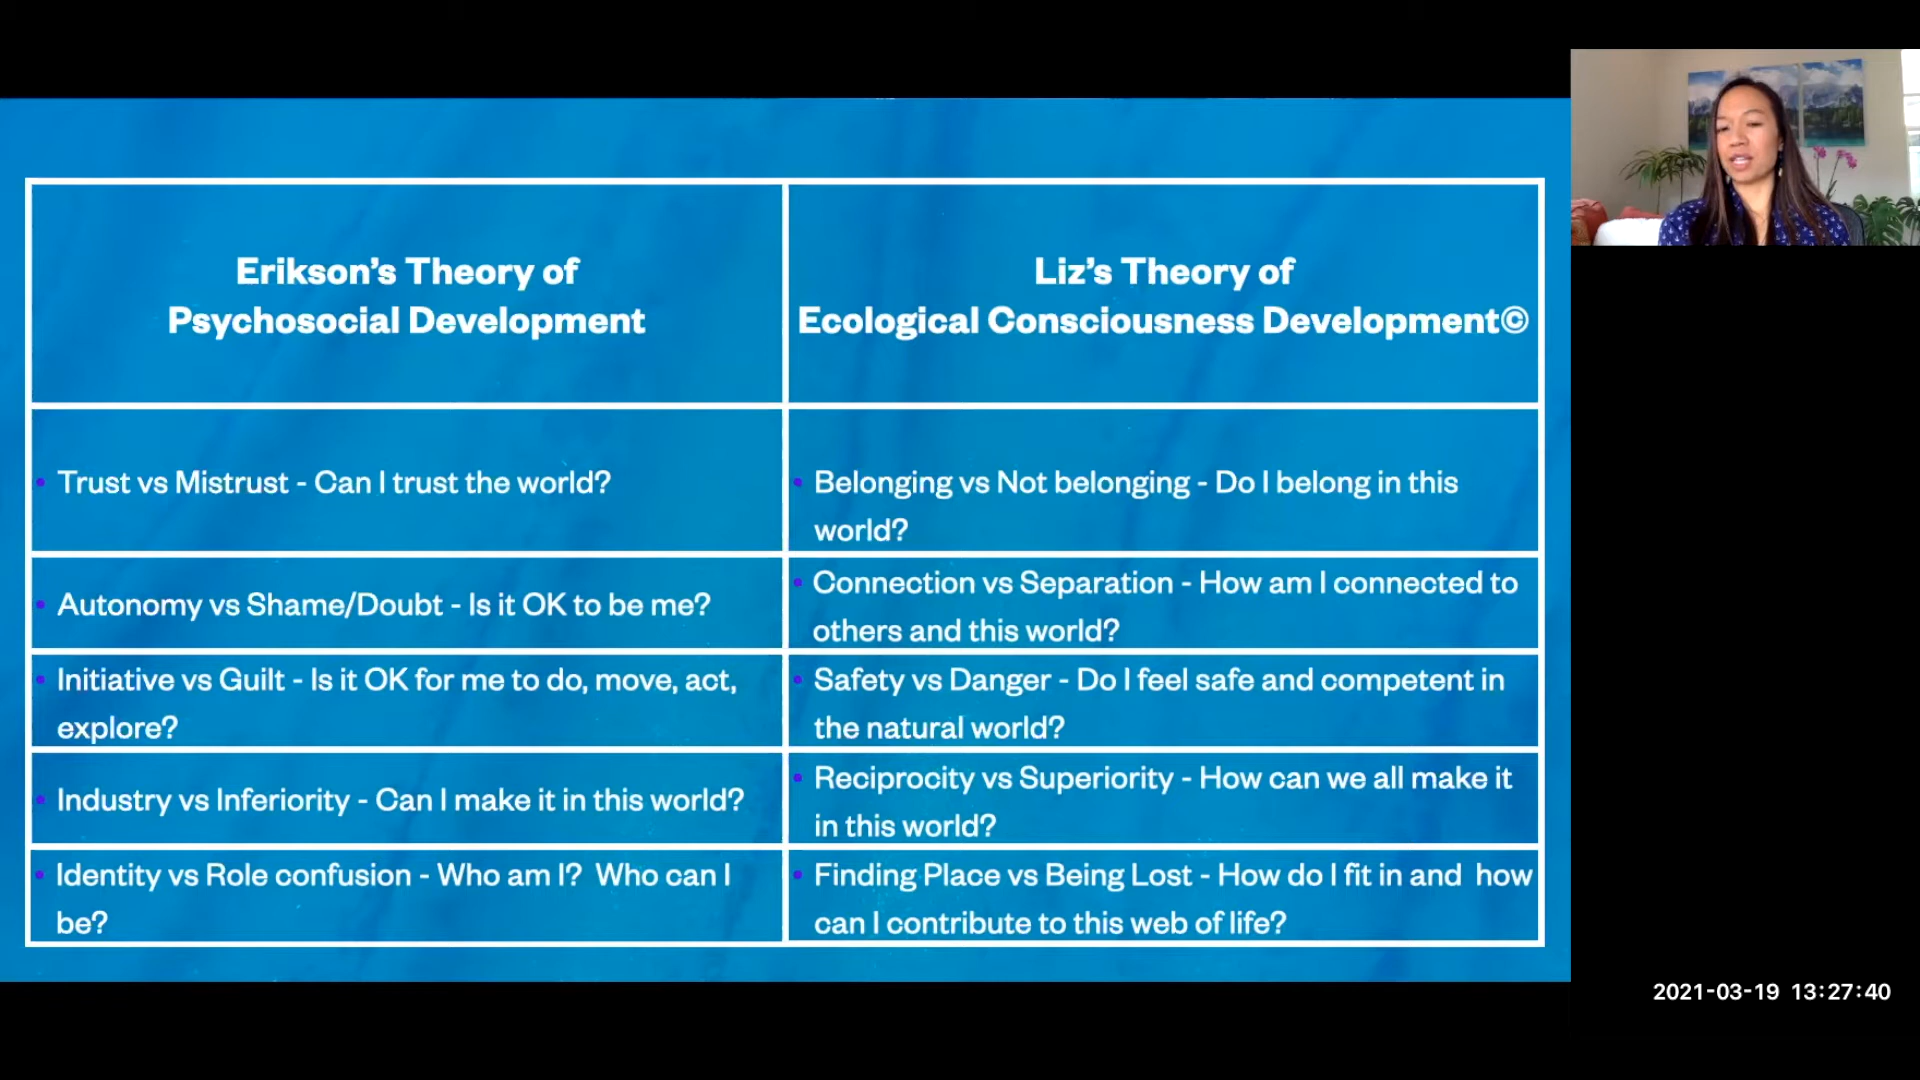 Erikson's Theory of
Psychosocial Development
Liz's Theory of
Ecological Consciousness Development©
• Trust vs Mistrust - Can I trust the world?
• Belonging vs Not belonging - Do I belong in this
world?
• Autonomy vs Shame/Doubt - Is it OK to be me?
• Connection vs Separation - How am I connected to
others and this world?
• Initiative vs Guilt - Is it OK for me to do, move, act,
explore?
• Safety vs Danger - Do I feel safe and competent in
the natural world?
• Industry vs Inferiority - Can I make it in this world?
• Reciprocity vs Superiority - How can we all make it
in this world?
• Identity vs Role confusion - Who am I?  Who can I
be?
• Finding Place vs Being Lost - How do I fit in and  how
can I contribute to this web of life?
2021-03-19 13:27:40